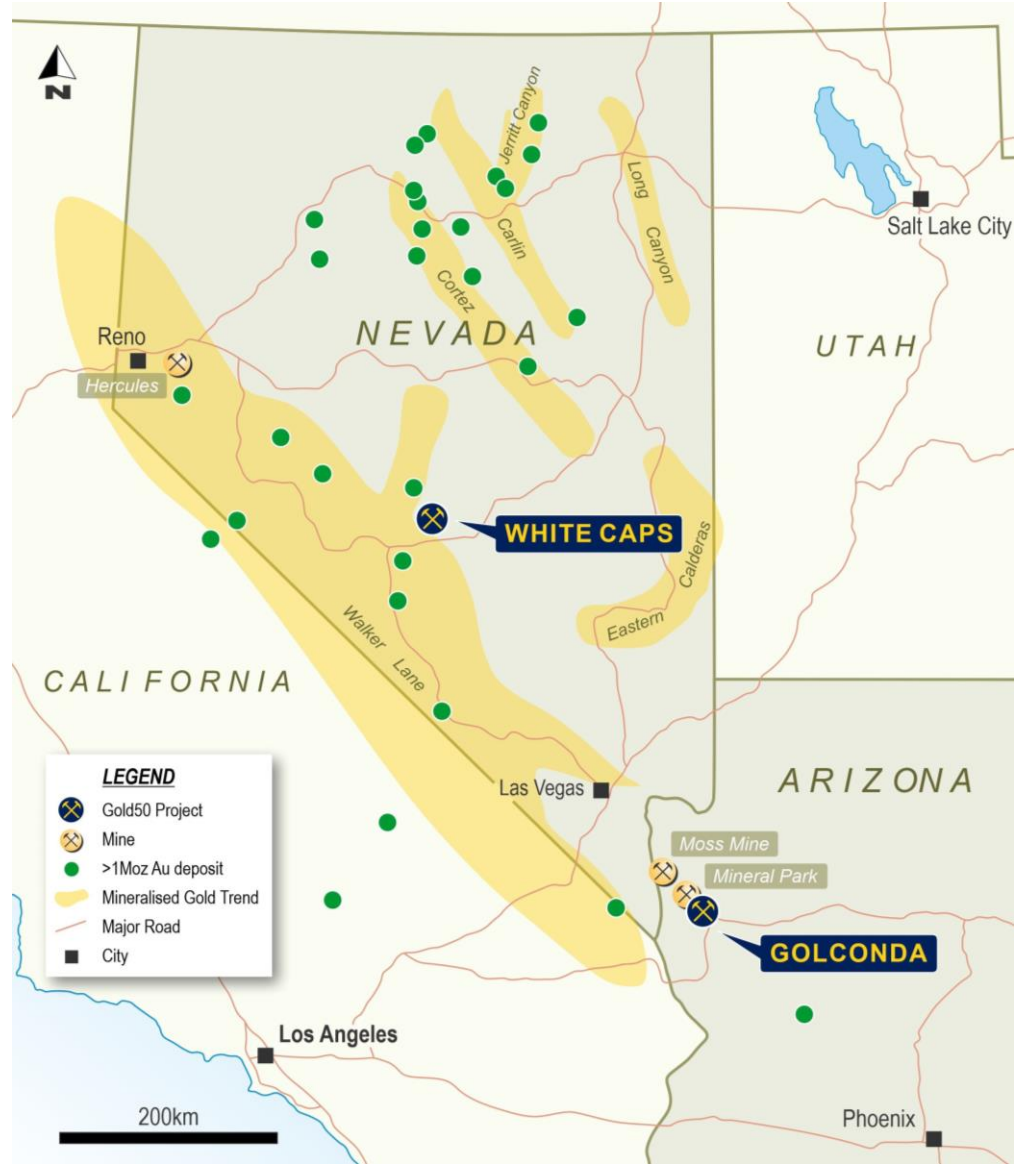 N
Jerritt Canyon
Long
Canyon
Carlin
Cortez
Salt Lake City
NEVADA
UTAH
Reno
Hercules
WHITE CAPS
Eastern
Calderas
Walker
Lane
CALIFORNIA
Las Vegas
ARIZONA
Moss Mine
Mineral Park
GOLCONDA
LEGEND
Gold50 Project
Mine
>1Moz Au deposit
Mineralised Gold Trend
Major Road
City
Los Angeles
200km
Phoenix